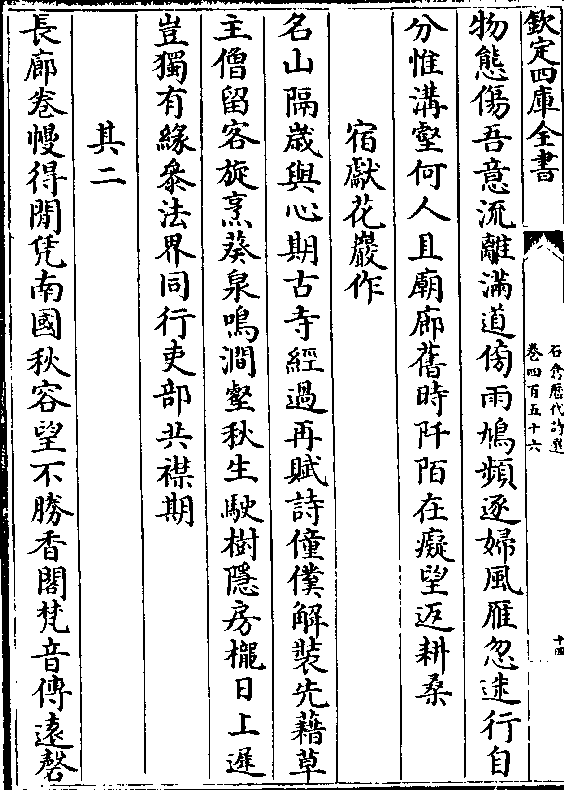 欽定四庫全書
石倉歷代詩選
卷四百五十六
十四
物態傷吾意流離滿道傍雨鳩頻逐婦風雁忽迷行自
分惟溝壑何人且廟廊舊時阡陌在癡望返耕桑
宿獻花巖作
名山隔歲與心期古寺經過再賦詩僮僕解裝先藉草
主僧留客旋烹葵泉鳴澗壑秋生駛樹隱房櫳日上遲
豈獨有緣叅法界同行吏部共襟期
其二
長廊卷幔得閒凭南國秋容望不勝香閣梵音傳遠磬